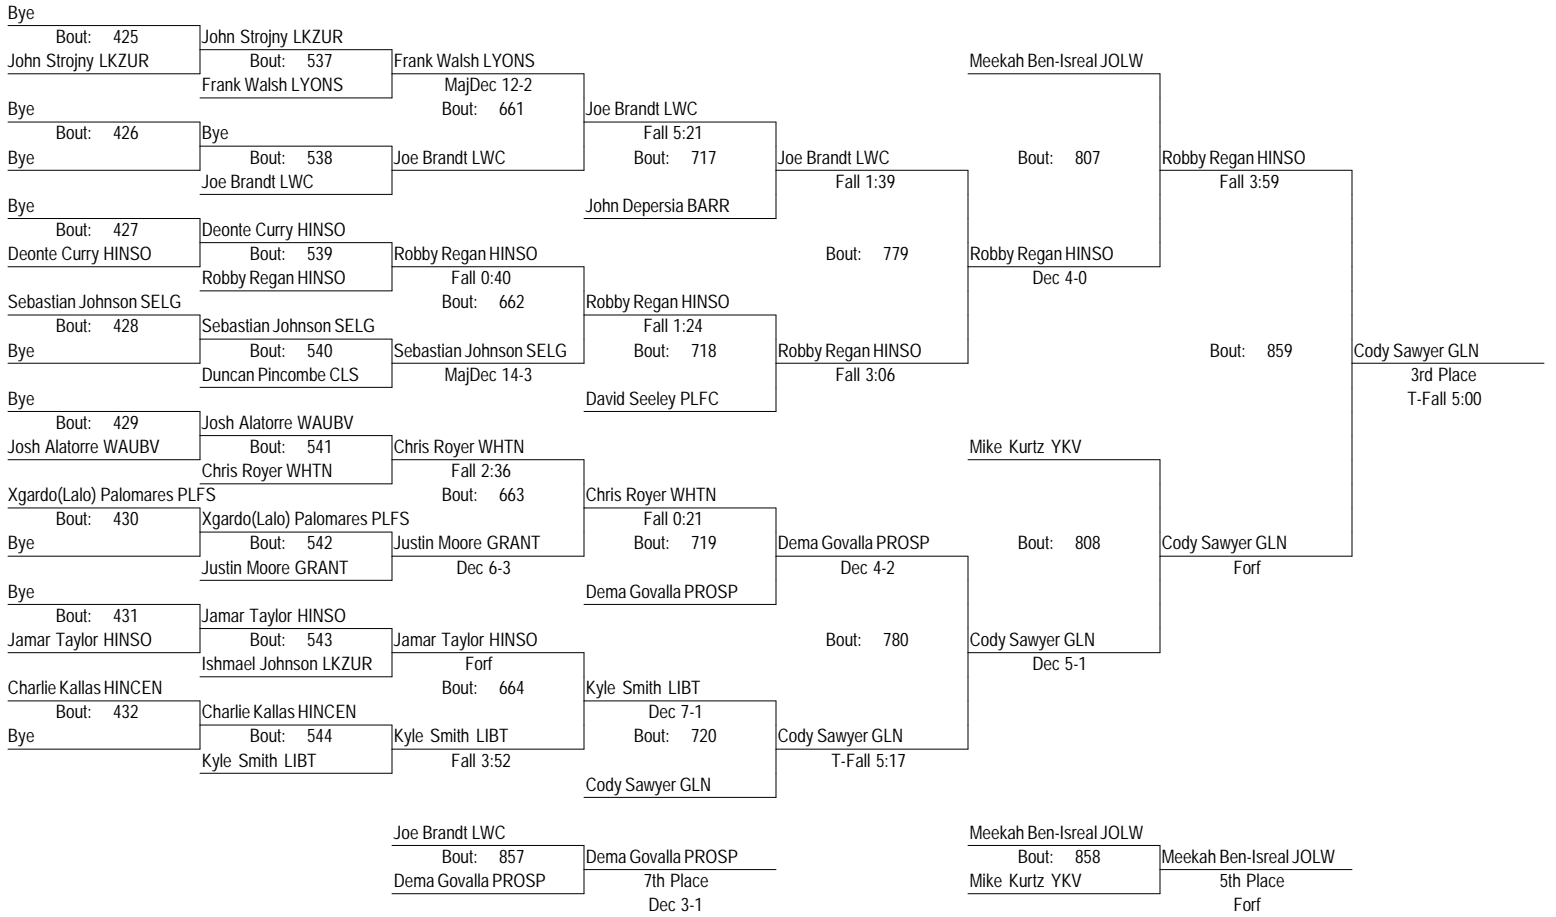 Bye
Bout: 425
John Strojny LKZUR
John Strojny LKZUR
Bout: 537
Frank Walsh LYONS
Frank Walsh LYONS
MajDec 12-2
Bout: 661
Bye
Bout: 426
Bye
Bye
Bout: 538
Joe Brandt LWC
Joe Brandt LWC
Joe Brandt LWC
Fall 5:21
Bout: 717
John Depersia BARR
Joe Brandt LWC
Fall 1:39
Bye
Bout: 427
Deonte Curry HINSO
Deonte Curry HINSO
Bout: 539
Robby Regan HINSO
Robby Regan HINSO
Fall 0:40
Bout: 662
Sebastian Johnson SELG
Bout: 428
Bye
Sebastian Johnson SELG
Bout: 540
Duncan Pincombe CLS
Sebastian Johnson SELG
MajDec 14-3
Robby Regan HINSO
Fall 1:24
Bout: 718
David Seeley PLFC
Robby Regan HINSO
Fall 3:06
Bout: 779
Robby Regan HINSO
Dec 4-0
Meekah Ben-Isreal JOLW
Bout: 807
Robby Regan HINSO
Fall 3:59
Bye
Bout: 429
Josh Alatorre WAUBV
Josh Alatorre WAUBV
Bout: 541
Chris Royer WHTN
Chris Royer WHTN
Fall 2:36
Bout: 663
Xgardo(Lalo) Palomares PLFS
Bout: 430
Bye
Xgardo(Lalo) Palomares PLFS
Bout: 542
Justin Moore GRANT
Justin Moore GRANT
Dec 6-3
Chris Royer WHTN
Fall 0:21
Bout: 719
Dema Govalla PROSP
Dema Govalla PROSP
Dec 4-2
Bye
Bout: 431
Jamar Taylor HINSO
Jamar Taylor HINSO
Bout: 543
Ishmael Johnson LKZUR
Jamar Taylor HINSO
Forf
Bout: 664
Charlie Kallas HINCEN
Bout: 432
Bye
Charlie Kallas HINCEN
Bout: 544
Kyle Smith LIBT
Kyle Smith LIBT
Fall 3:52
Kyle Smith LIBT
Dec 7-1
Bout: 720
Cody Sawyer GLN
Cody Sawyer GLN
T-Fall 5:17
Bout: 780
Cody Sawyer GLN
Dec 5-1
Mike Kurtz YKV
Bout: 808
Cody Sawyer GLN
Forf
Bout: 859
Cody Sawyer GLN
3rd Place
T-Fall 5:00
Joe Brandt LWC
Bout: 857
Dema Govalla PROSP
Dema Govalla PROSP
7th Place
Dec 3-1
Meekah Ben-Isreal JOLW
Bout: 858
Mike Kurtz YKV
Meekah Ben-Isreal JOLW
5th Place
Forf